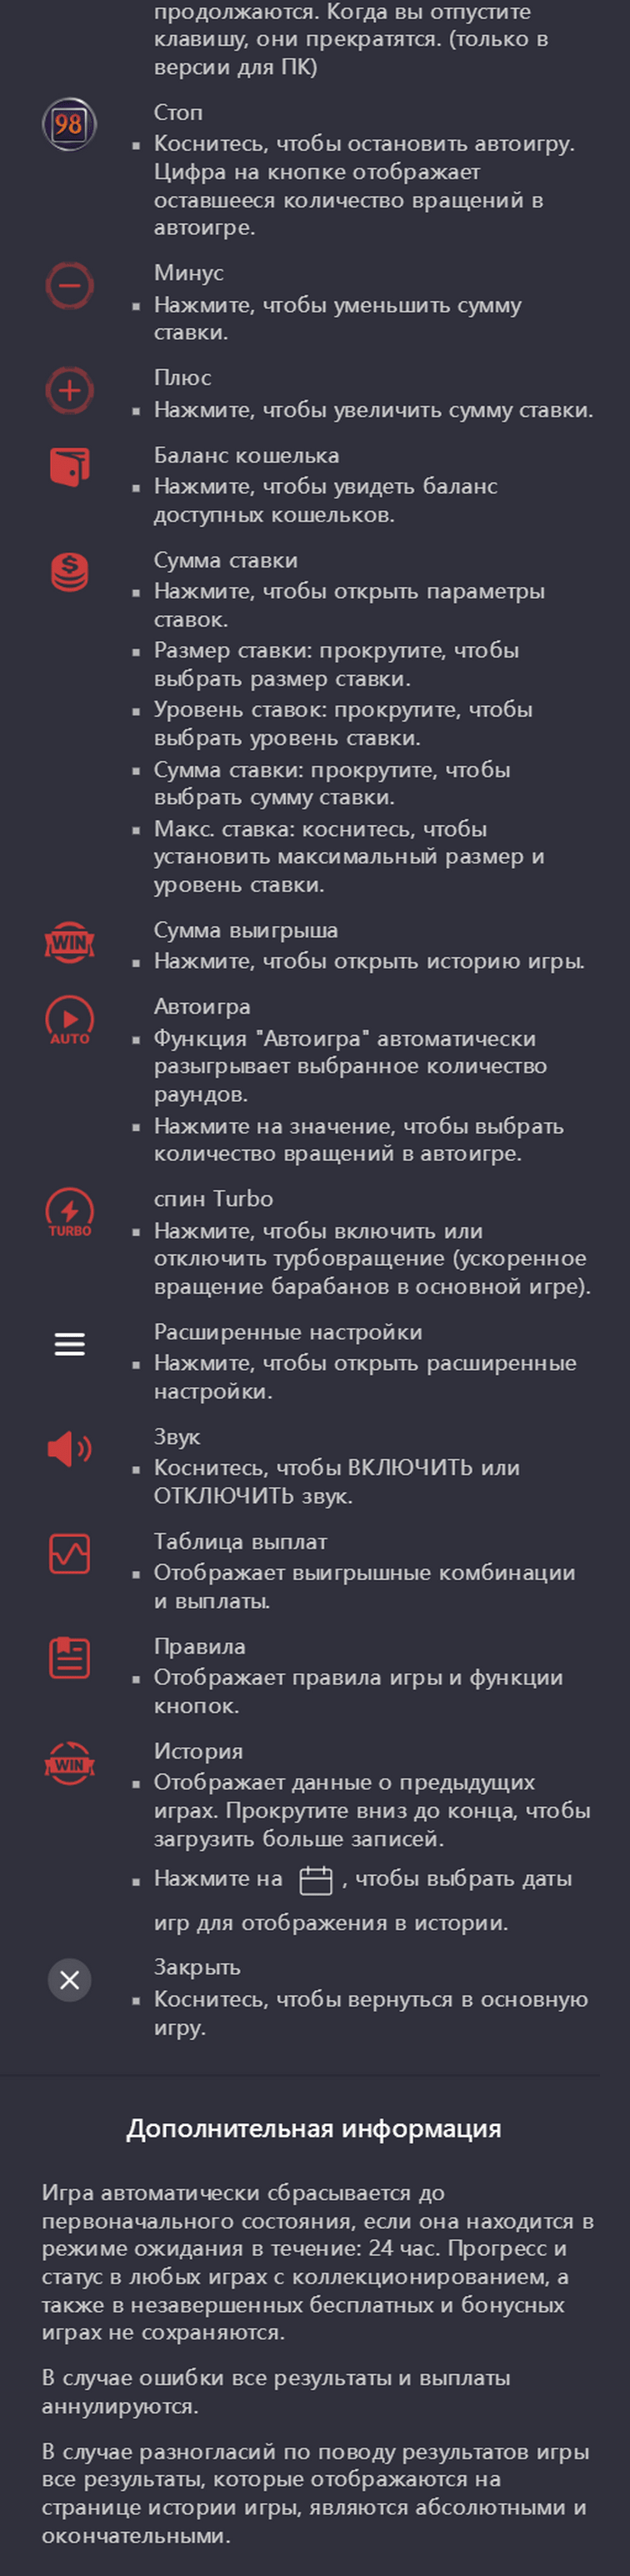 продолжаются. Когда вы отпустите
клавишу, они прекратятся. (только в
версии для ПК)
98
Стоп
▪ Коснитесь, чтобы остановить автоигру.
Цифра на кнопке отображает
оставшееся количество вращений в
автоигре.
Минус
▪ Нажмите, чтобы уменьшить сумму
ставки.
Плюс
▪ Нажмите, чтобы увеличить сумму ставки.
Баланс кошелька
▪ Нажмите, чтобы увидеть баланс
доступных кошельков.
Сумма ставки
▪ Нажмите, чтобы открыть параметры
ставок.
▪ Размер ставки: прокрутите, чтобы
выбрать размер ставки.
▪ Уровень ставок: прокрутите, чтобы
выбрать уровень ставки.
▪ Сумма ставки: прокрутите, чтобы
выбрать сумму ставки.
▪ Макс. ставка: коснитесь, чтобы
установить максимальный размер и
уровень ставки.
WIN
Сумма выигрыша
▪ Нажмите, чтобы открыть историю игры.
AUTO
Автоигра
▪ Функция "Автоигра" автоматически
разыгрывает выбранное количество
раундов.
▪ Нажмите на значение, чтобы выбрать
количество вращений в автоигре.
TURBO
спин Turbo
▪ Нажмите, чтобы включить или
отключить турбовращение (ускоренное
вращение барабанов в основной игре).
Расширенные настройки
▪ Нажмите, чтобы открыть расширенные
настройки.
Звук
▪ Коснитесь, чтобы ВКЛЮЧИТЬ или
ОТКЛЮЧИТЬ звук.
Таблица выплат
▪ Отображает выигрышные комбинации
и выплаты.
Правила
▪ Отображает правила игры и функции
кнопок.
WIN
История
▪ Отображает данные о предыдущих
играх. Прокрутите вниз до конца, чтобы
загрузить больше записей.
▪ Нажмите на , чтобы выбрать даты
игр для отображения в истории.
Закрыть
▪ Коснитесь, чтобы вернуться в основную
игру.
Дополнительная информация
Игра автоматически сбрасывается до
первоначального состояния, если она находится в
режиме ожидания в течение: 24 час. Прогресс и
статус в любых играх с коллекционированием, а
также в незавершенных бесплатных и бонусных
играх не сохраняются.
В случае ошибки все результаты и выплаты
аннулируются.
В случае разногласий по поводу результатов игры
все результаты, которые отображаются на
странице истории игры, являются абсолютными и
окончательными.